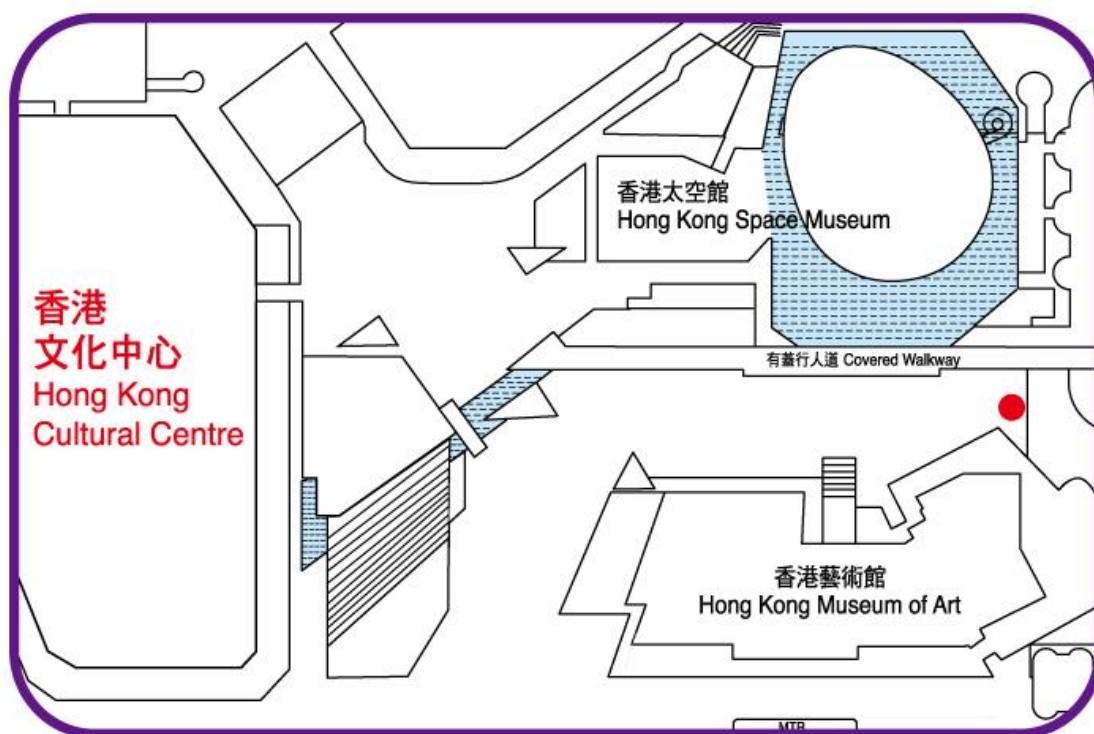 香港太空館
Hong Kong Space Museum
香港
文化中心
Hong Kong
Cultural Centre
有蓋行人道 Covered Walkway
香港藝術館
Hong Kong Museum of Art
MTR